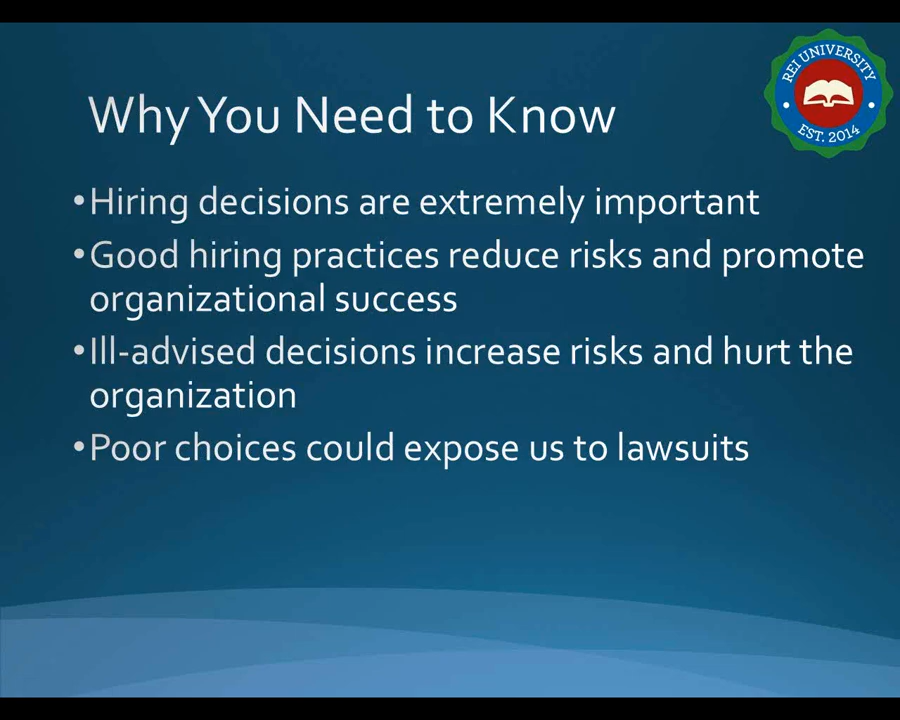 REI UNIVERSITY
EST. 2014
Why You Need to Know
•Hiring decisions are extremely important
•Good hiring practices reduce risks and promote
organizational success
•Ill-advised decisions increase risks and hurt the
organization
•Poor choices could expose us to lawsuits